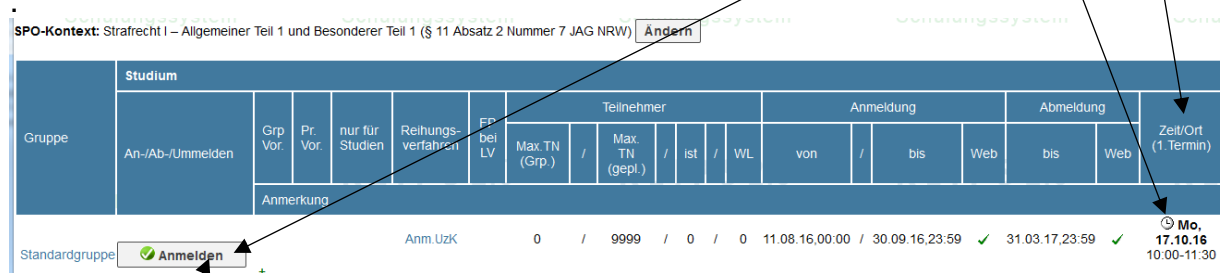 Schulungssystem Schulungssystem Schulungssystem
SPO-Kontext: Strafrecht I – Allgemeiner Teil 1 und Besonderer Teil 1 (§ 11 Absatz 2 Nummer 7 JAG NRW) Ändern
Studium
Gruppe An-/Ab-/Ummelden Grp Vor. Pr. Vor. nur für Studien Reihungs-verfahren EP bei LV Teilnehmer Anmeldung Abmeldung Zeit/Ort (1.Termin)
Max.TN (Grp.) / Max. TN (gepl.) / ist / WL von / bis Web bis Web
Anmerkung
Standardgruppe Anmelden Anm.UzK 0 / 9999 / 0 / 0 11.08.16,00:00 / 30.09.16,23:59 31.03.17,23:59 Mo, 17.10.16
10:00-11:30